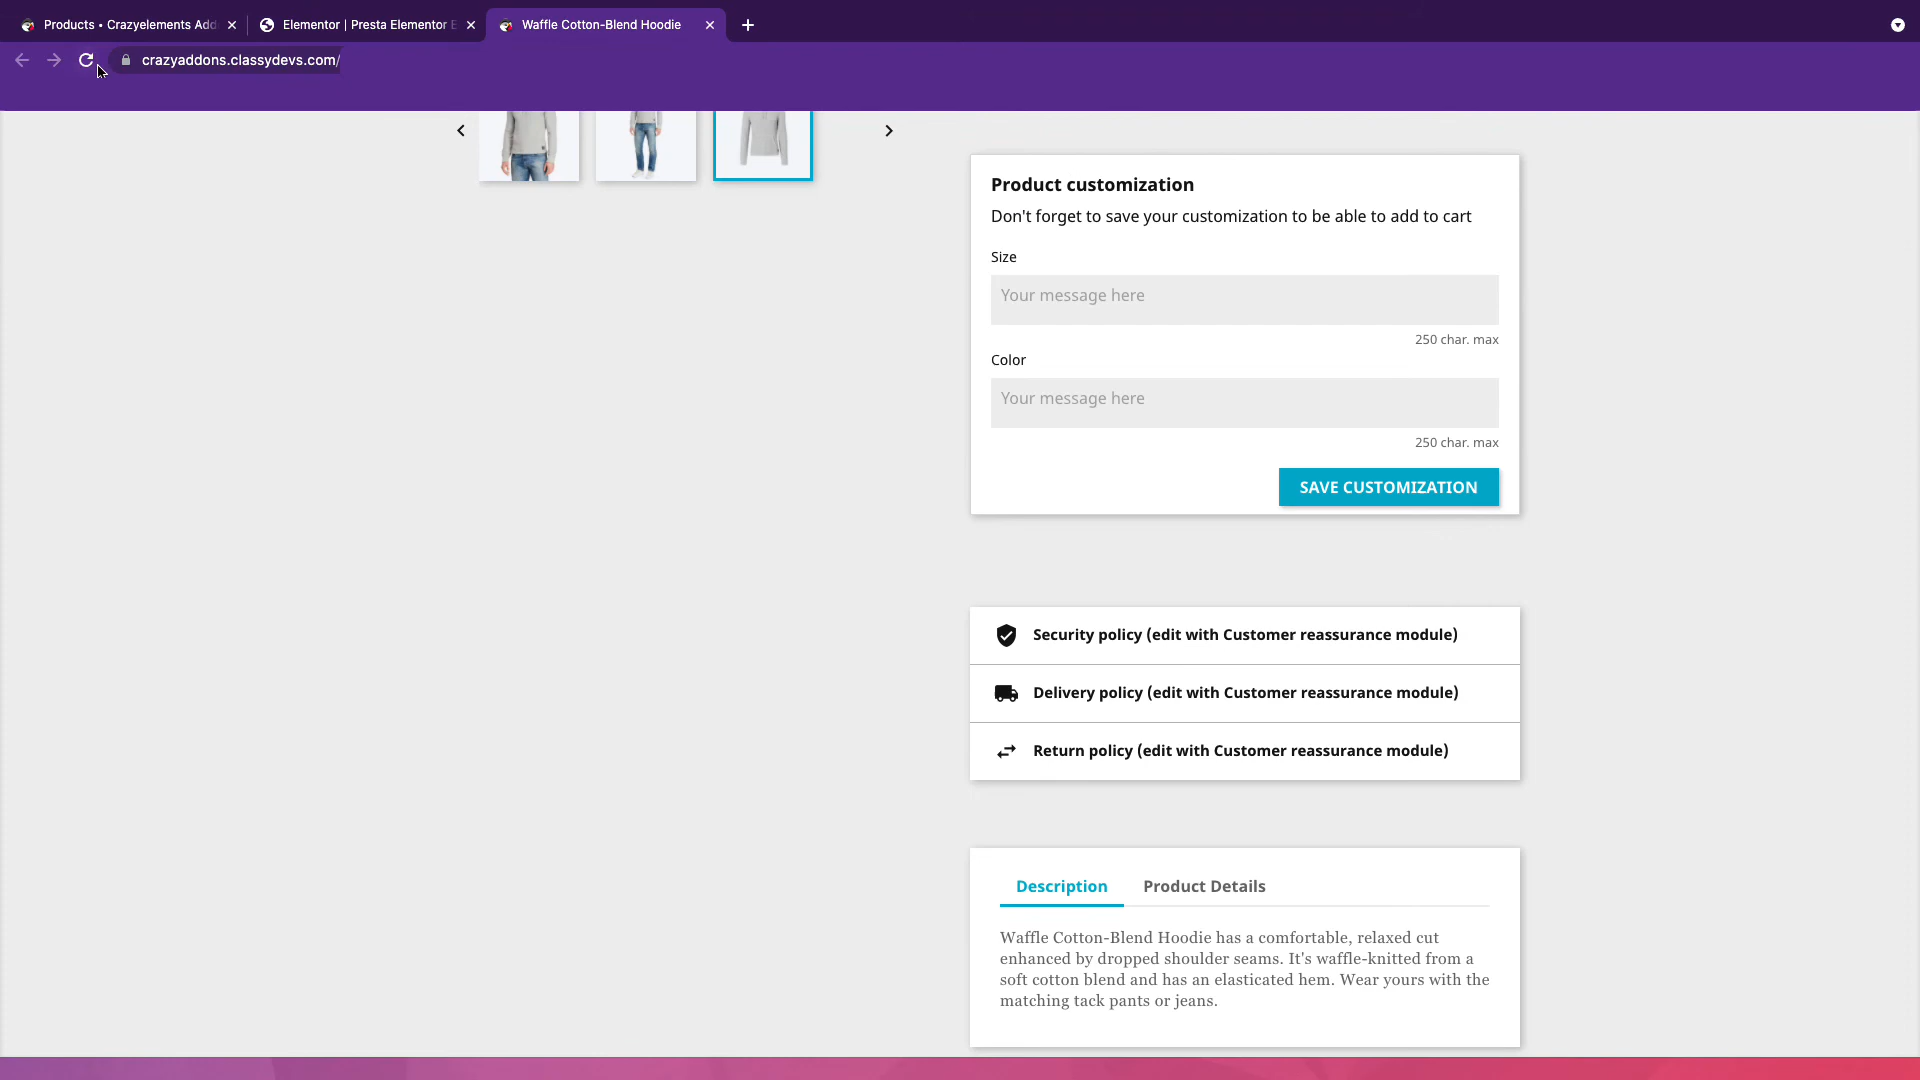 Products • Crazyelements Add
Elementor | Presta Elementor E
Waffle Cotton-Blend Hoodie
crazyaddons.classydevs.com/
Product customization
Don't forget to save your customization to be able to add to cart
Size
Your message here
250 char. max
Color
Your message here
250 char. max
SAVE CUSTOMIZATION
Security policy (edit with Customer reassurance module)
Delivery policy (edit with Customer reassurance module)
Return policy (edit with Customer reassurance module)
Description
Product Details
Waffle Cotton-Blend Hoodie has a comfortable, relaxed cut
enhanced by dropped shoulder seams. It's waffle-knitted from a
soft cotton blend and has an elasticated hem. Wear yours with the
matching tack pants or jeans.